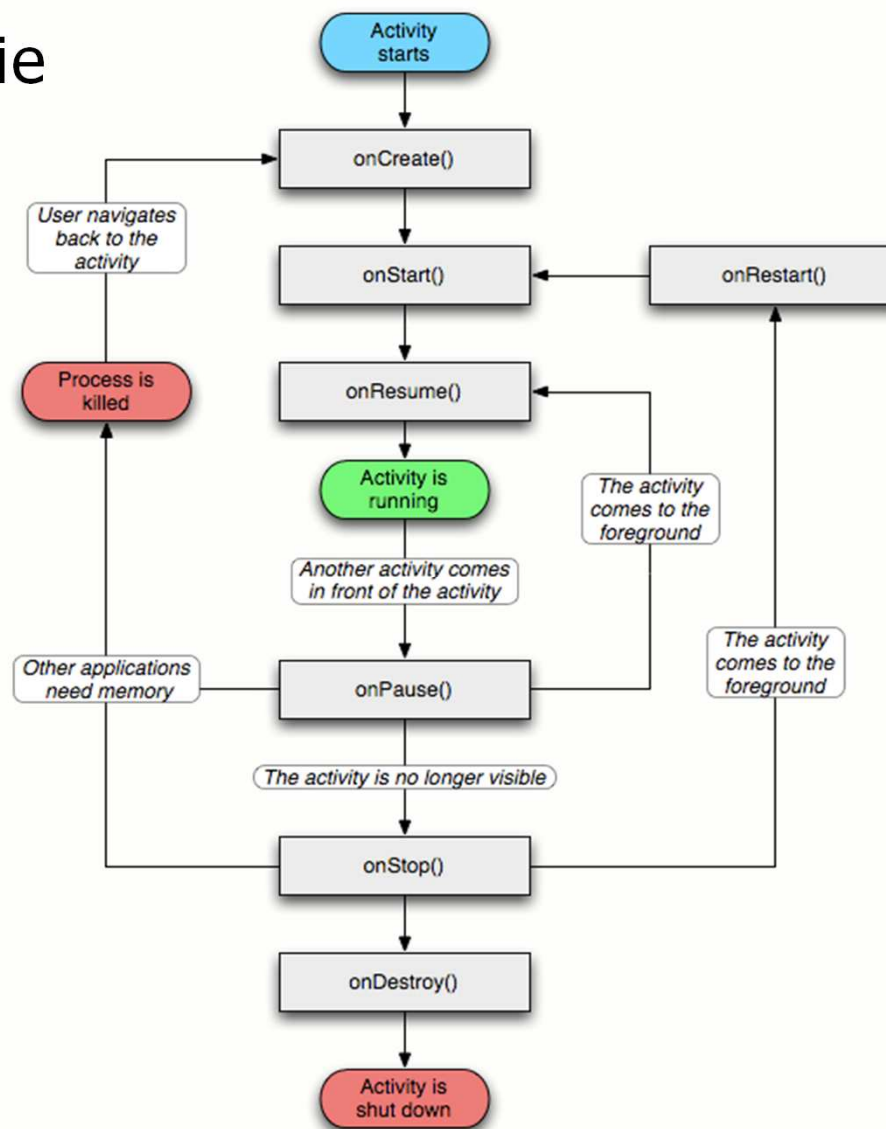 ie
Activity
starts
onCreate()
User navigates
back to the
activity
onStart()
onRestart()
Process is
killed
onResume()
Activity is
running
The activity
comes to the
foreground
Another activity comes
in front of the activity
The activity
comes to the
foreground
Other applications
need memory
onPause()
The activity is no longer visible
onStop()
onDestroy()
Activity is
shut down